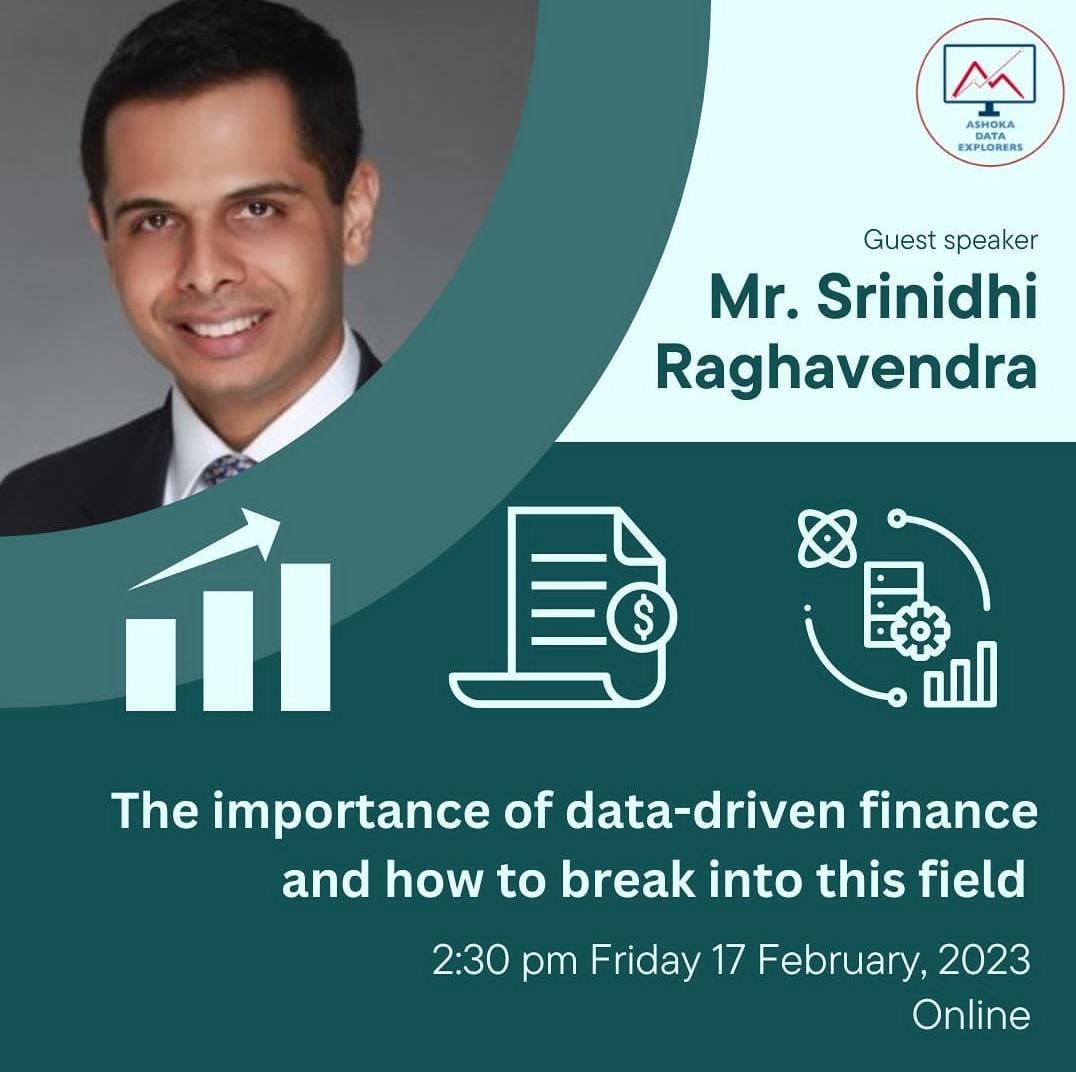 ASHOKA
DATA
EXPLORERS
Guest speaker
Mr. Srinidhi
Raghavendra
$
The importance of data-driven finance
and how to break into this field
2:30 pm Friday 17 February, 2023
Online